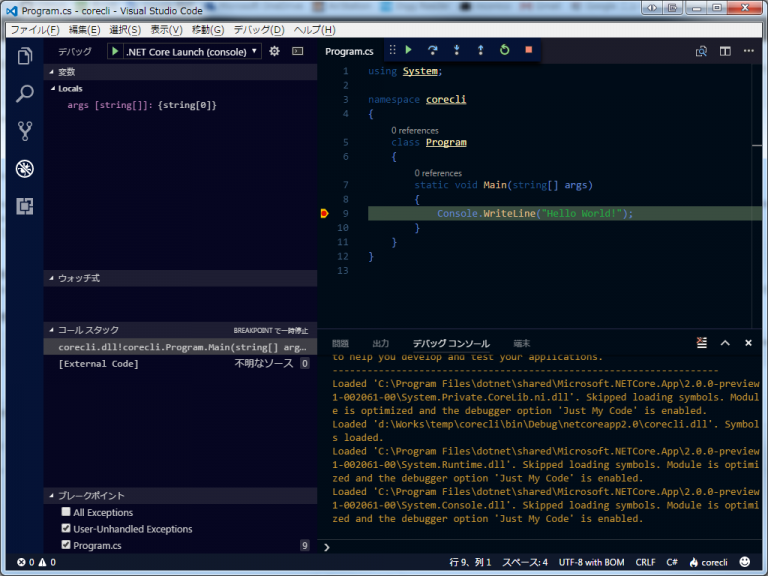 Program.cs - corecli - Visual Studio Code
ファイル(F) 編集(E) 選択(S) 表示(V) 移動(G) デバッグ(D) ヘルプ(H)
デバッグ .NET Core Launch (console)
変数
Locals
args [string[]]: {string[0]}
ウォッチ式
コール スタック BREAKPOINT で一時停止
corecli.dll!corecli.Program.Main(string[] arg...
[External Code] 不明なソース 0
ブレークポイント
All Exceptions
User-Unhandled Exceptions
Program.cs 9
Program.cs
1 using System;
2
3 namespace corecli
4 {
0 references
5 class Program
6 {
0 references
7 static void Main(string[] args)
8 {
9 Console.WriteLine("Hello World!");
10 }
11 }
12 }
13
問題 出力 デバッグ コンソール 端末
to help you develop and test your applications.
-------------------------------------------------------------------
Loaded 'C:\Program Files\dotnet\shared\Microsoft.NETCore.App\2.0.0-preview
1-002061-00\System.Private.CoreLib.ni.dll'. Skipped loading symbols. Modul
e is optimized and the debugger option 'Just My Code' is enabled.
Loaded 'd:\Works\temp\corecli\bin\Debug\netcoreapp2.0\corecli.dll'. Symbol
s loaded.
Loaded 'C:\Program Files\dotnet\shared\Microsoft.NETCore.App\2.0.0-preview
1-002061-00\System.Runtime.dll'. Skipped loading symbols. Module is optimi
zed and the debugger option 'Just My Code' is enabled.
Loaded 'C:\Program Files\dotnet\shared\Microsoft.NETCore.App\2.0.0-preview
1-002061-00\System.Console.dll'. Skipped loading symbols. Module is optimi
zed and the debugger option 'Just My Code' is enabled.
0 0 行 9、列 1 スペース: 4 UTF-8 with BOM CRLF C# corecli